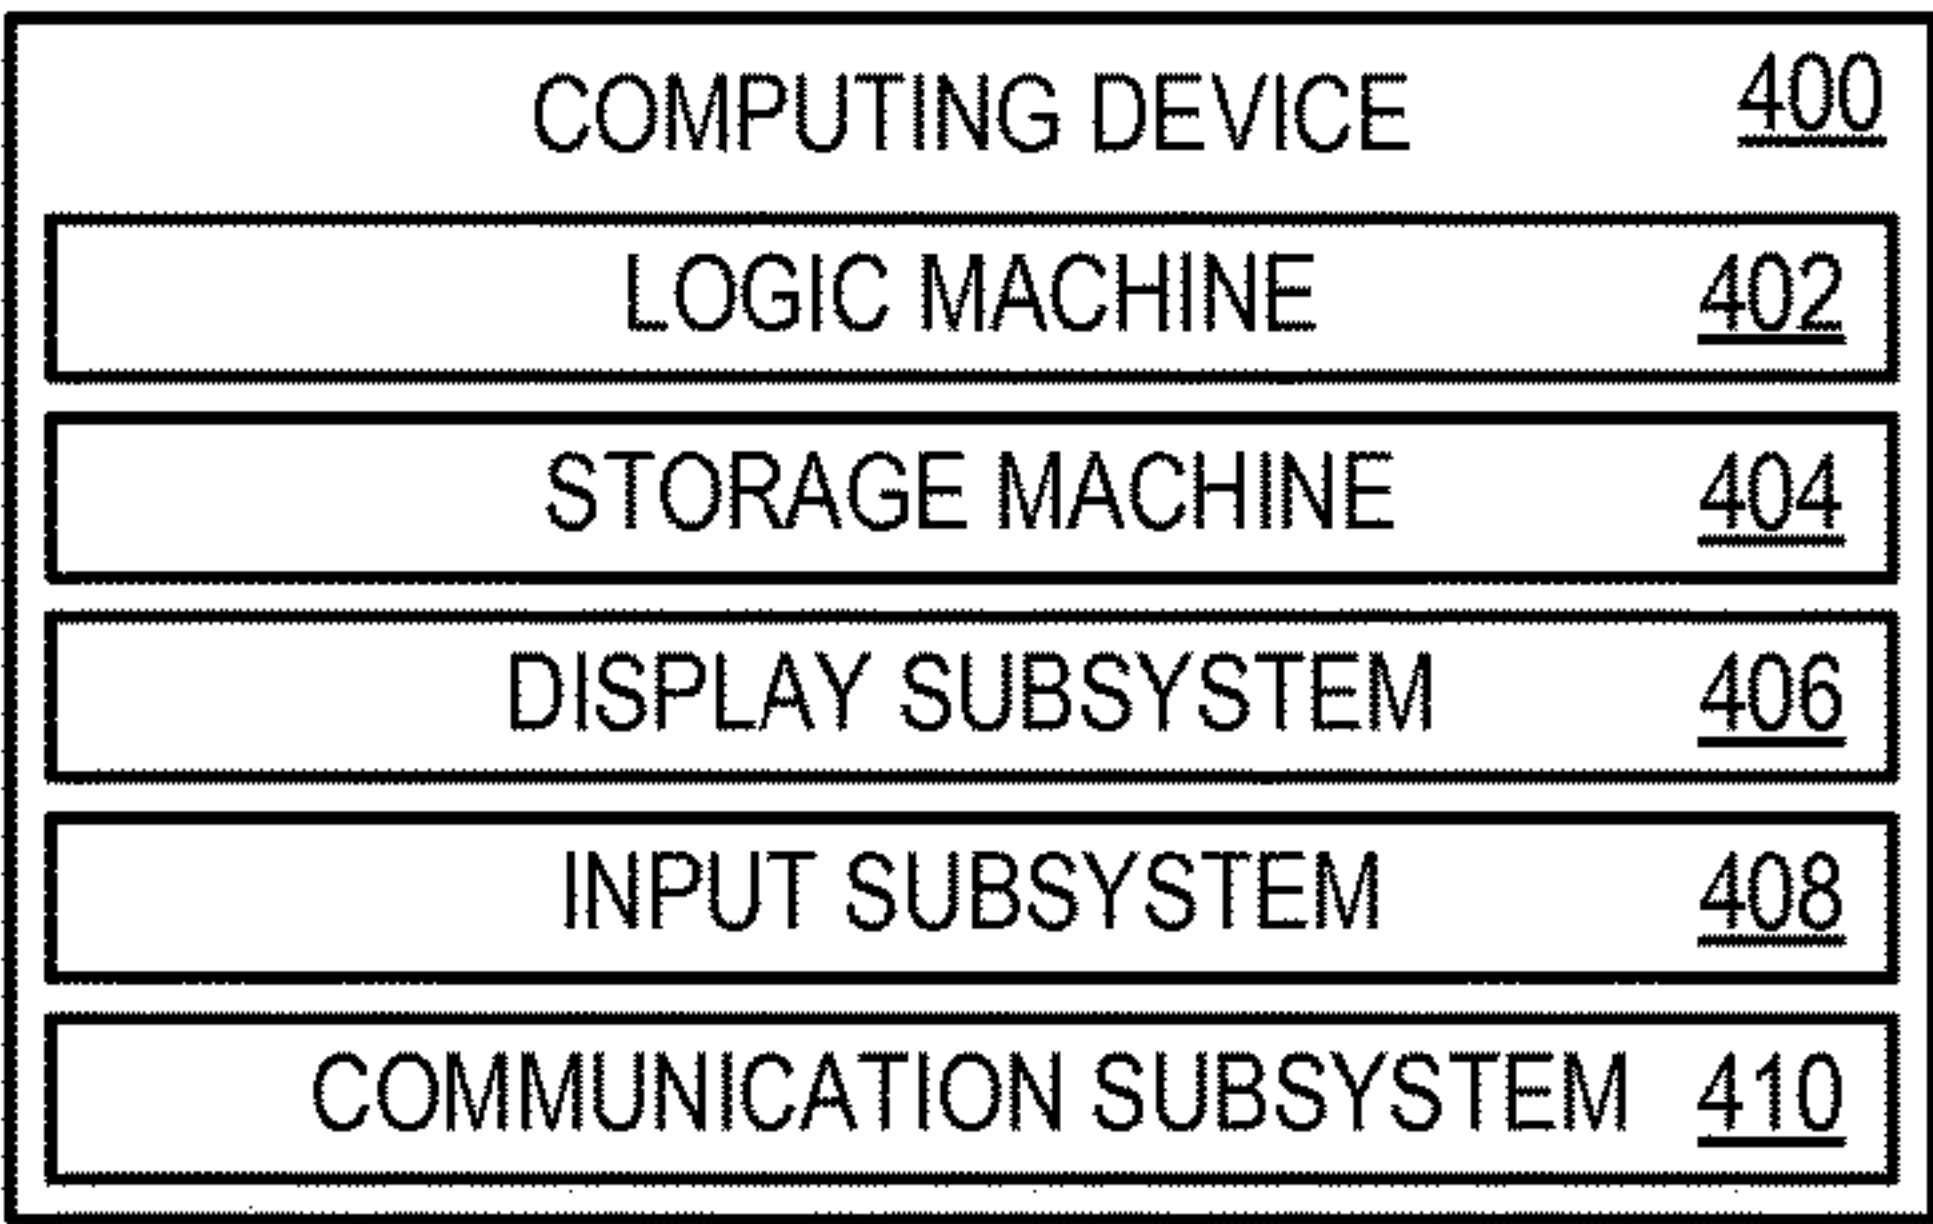 COMPUTING DEVICE 400
LOGIC MACHINE 402
STORAGE MACHINE 404
DISPLAY SUBSYSTEM 406
INPUT SUBSYSTEM 408
COMMUNICATION SUBSYSTEM 410